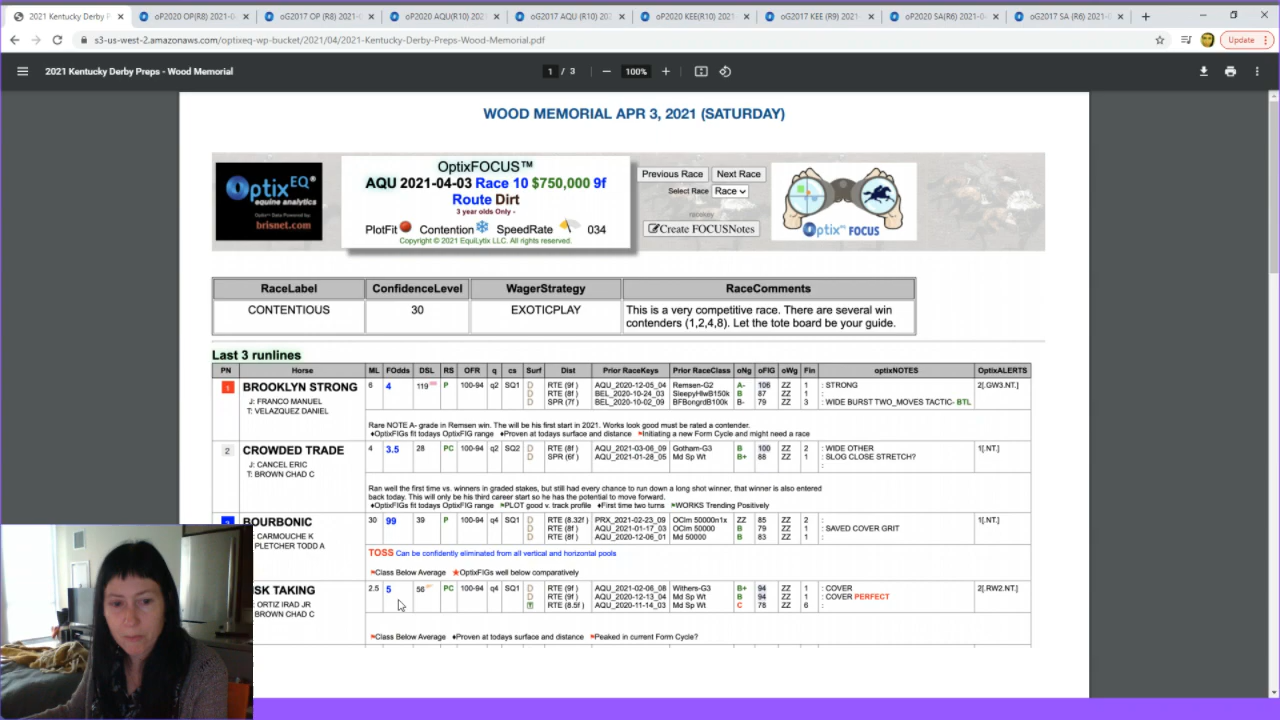 2021 Kentucky Derby P
oP2020 OP(R8) 2021-0
oG2017 OP (R8) 2021-0
oP2020 AQU(R10) 202
oG2017 AQU (R10) 202
oP2020 KEE(R10) 2021
oG2017 KEE (R9) 2021
oP2020 SA(R6) 2021-0
oG2017 SA (R6) 2021-0
s3-us-west-2.amazonaws.com/optixeq-wp-bucket/2021/04/2021-Kentucky-Derby-Preps-Wood-Memorial.pdf
Update
2021 Kentucky Derby Preps - Wood Memorial
1 / 3
100%
WOOD MEMORIAL APR 3, 2021 (SATURDAY)
OptixEQ®
equine analytics
Optix™ Data Powered by:
brisnet.com
OptixFOCUS™
AQU 2021-04-03 Race 10 $750,000 9f
Route Dirt
3 year olds Only -
PlotFit Contention SpeedRate 034
Copyright © 2021 EquiLytix LLC. All rights reserved.
Previous Race Next Race
Select Race Race
racekey
Create FOCUSNotes
Optix™ FOCUS
RaceLabel ConfidenceLevel WagerStrategy RaceComments
CONTENTIOUS 30 EXOTICPLAY This is a very competitive race. There are several win
contenders (1,2,4,8). Let the tote board be your guide.
Last 3 runlines
PN Horse ML FOdds DSL RS OFR q cs Surf Dist Prior RaceKeys Prior RaceClass oNg oFIG oWg Fin optixNOTES OptixALERTS
1 BROOKLYN STRONG 6 4 119 P 100-94 q2 SQ1 D RTE (9f) AQU_2020-12-05_04 Remsen-G2 A- 106 ZZ 1 : STRONG 2[.GW3.NT.]
D RTE (8f) BEL_2020-10-24_03 SleepyHlwB150k B 87 ZZ 1 :
D SPR (7f) BEL_2020-10-02_09 BFBongrdB100k B- 79 ZZ 3 : WIDE BURST TWO_MOVES TACTIC- BTL
J: FRANCO MANUEL
T: VELAZQUEZ DANIEL
Rare NOTE A- grade in Remsen win. The will be his first start in 2021. Works look good must be rated a contender.
♦OptixFIGs fit todays OptixFIG range ♦Proven at todays surface and distance Initiating a new Form Cycle and might need a race
2 CROWDED TRADE 4 3.5 28 PC 100-94 q2 SQ2 D RTE (8f) AQU_2021-03-06_09 Gotham-G3 B 100 ZZ 2 : WIDE OTHER 1[.NT.]
D SPR (6f) AQU_2021-01-28_05 Md Sp Wt B+ 88 ZZ 1 : SLOG CLOSE STRETCH?
:
J: CANCEL ERIC
T: BROWN CHAD C
Ran well the first time vs. winners in graded stakes, but still had every chance to run down a long shot winner, that winner is also entered
back today. This will only be his third career start so he has the potential to move forward.
♦OptixFIGs fit todays OptixFIG range PLOT good v. track profile ♦First time two turns WORKS Trending Positively
BOURBONIC 30 99 39 P 100-94 q4 SQ1 D RTE (8.32f) PRX_2021-02-23_09 OClm 50000n1x ZZ 85 ZZ 2 : 1[.NT.]
D RTE (8f) AQU_2021-01-17_03 OClm 50000 B 79 ZZ 1 : SAVED COVER GRIT
D RTE (8f) AQU_2020-12-06_01 Md 50000 B 83 ZZ 1 :
CARMOUCHE K
PLETCHER TODD A
TOSS Can be confidently eliminated from all vertical and horizontal pools
Class Below Average ★OptixFIGs well below comparatively
SK TAKING 2.5 5 56 PC 100-94 q4 SQ1 D RTE (9f) AQU_2021-02-06_08 Withers-G3 B+ 94 ZZ 1 : COVER 2[.RW2.NT.]
D RTE (9f) AQU_2020-12-13_04 Md Sp Wt B 94 ZZ 1 : COVER PERFECT
T RTE (8.5f) AQU_2020-11-14_03 Md Sp Wt C 78 ZZ 6 :
ORTIZ IRAD JR
BROWN CHAD C
Class Below Average ♦Proven at todays surface and distance Peaked in current Form Cycle?